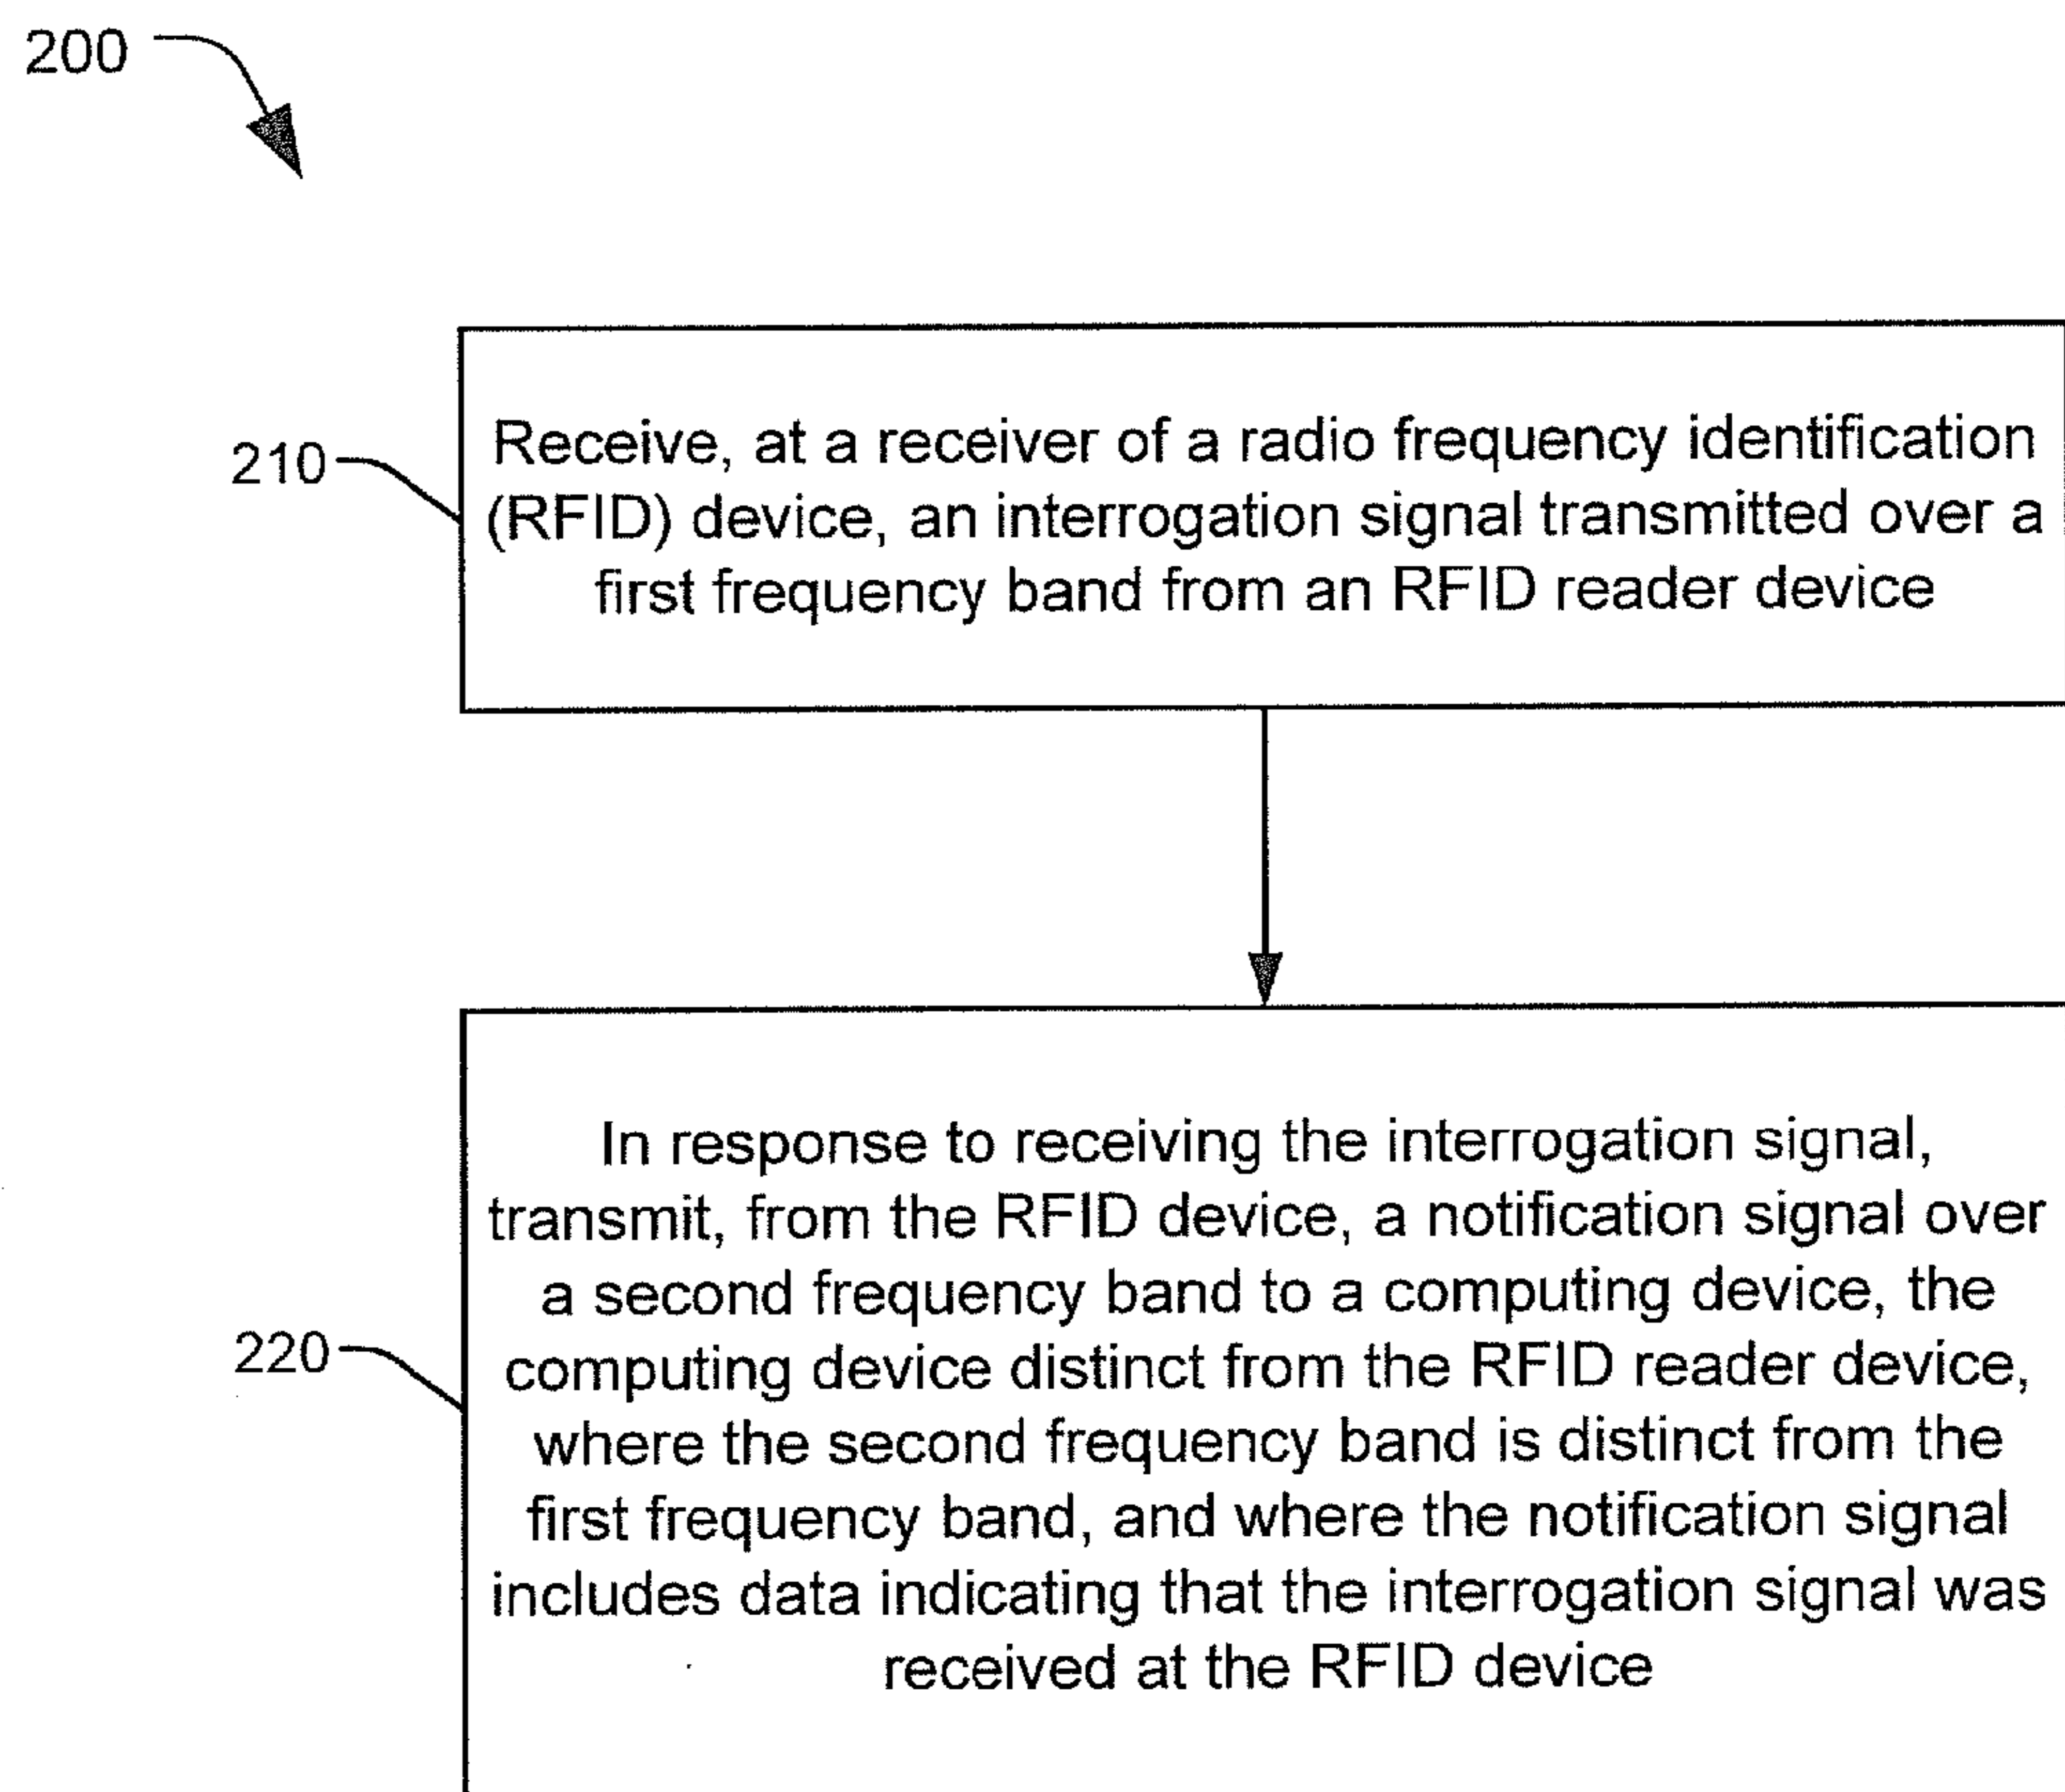 200
210
Receive, at a receiver of a radio frequency identification
(RFID) device, an interrogation signal transmitted over a
first frequency band from an RFID reader device
220
In response to receiving the interrogation signal,
transmit, from the RFID device, a notification signal over
a second frequency band to a computing device, the
computing device distinct from the RFID reader device,
where the second frequency band is distinct from the
first frequency band, and where the notification signal
includes data indicating that the interrogation signal was
received at the RFID device